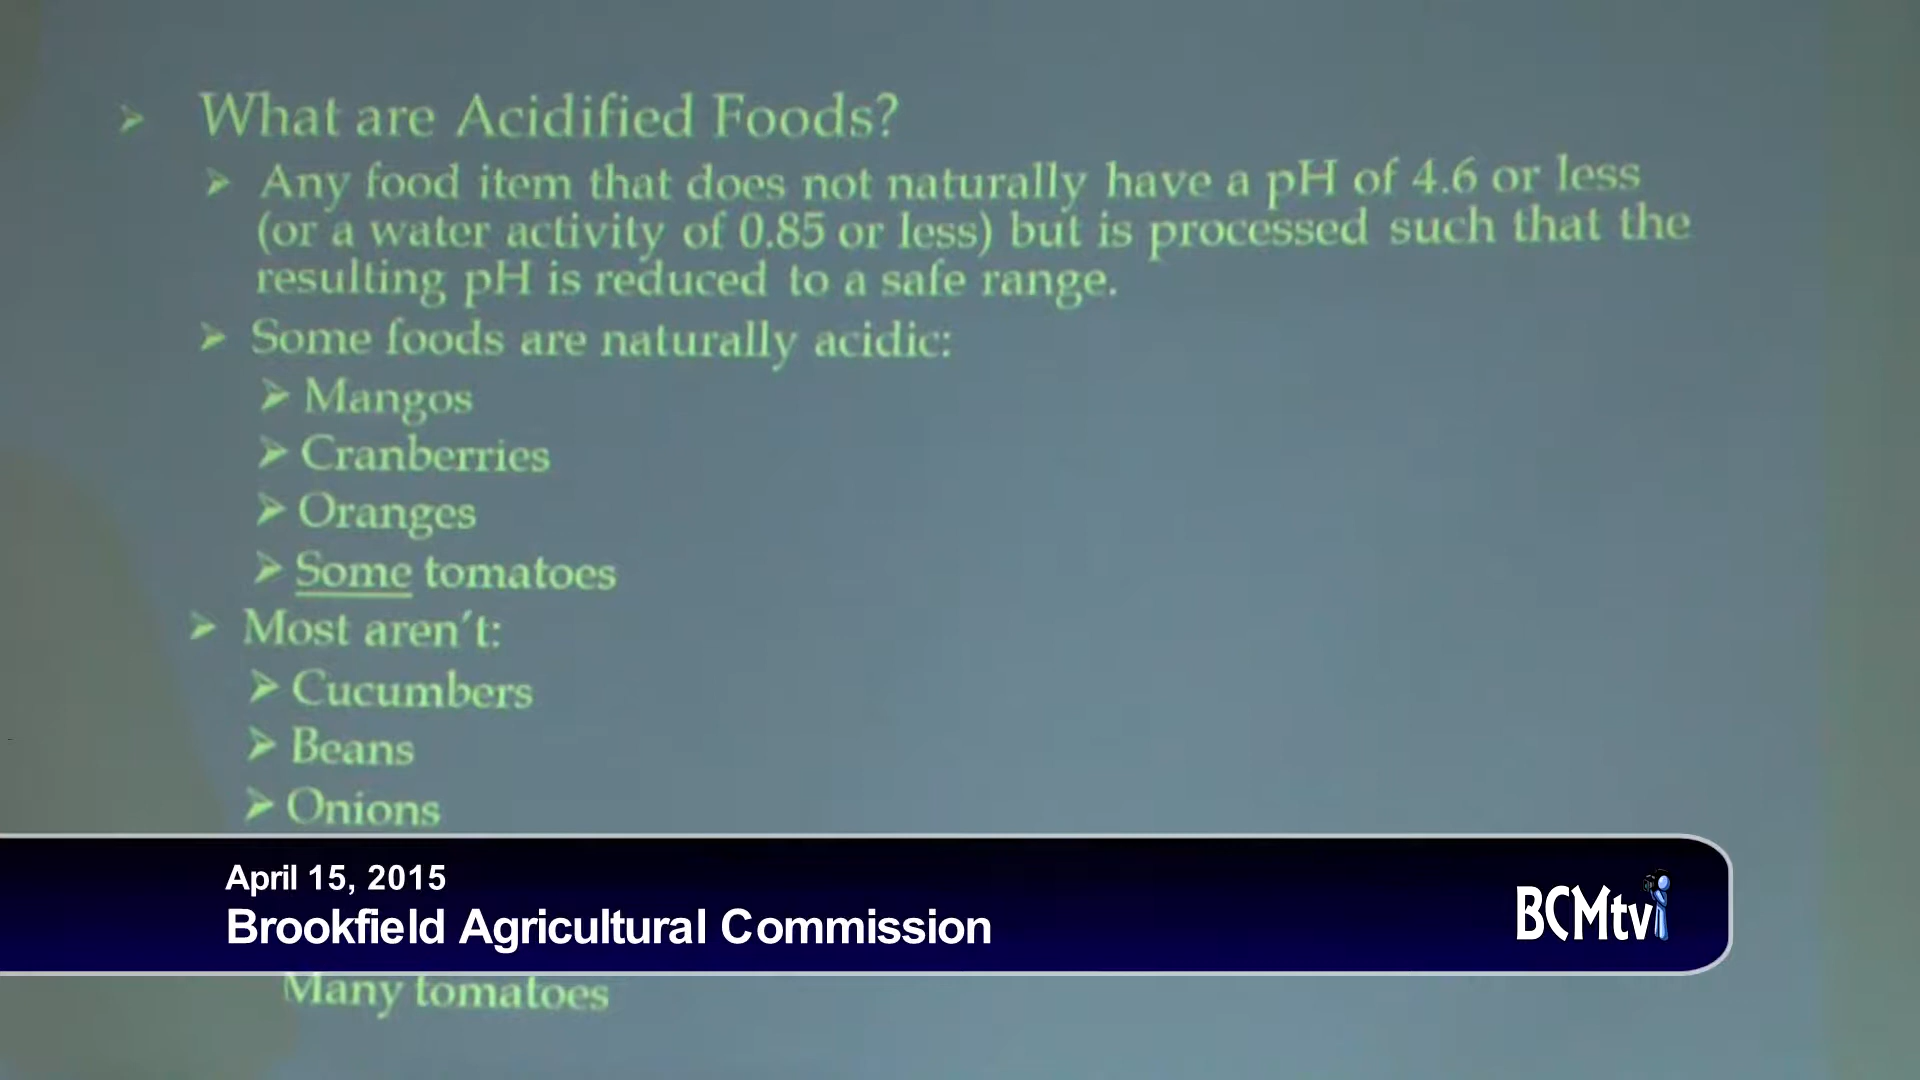 ➢ What are Acidified Foods?
➢ Any food item that does not naturally have a pH of 4.6 or less
(or a water activity of 0.85 or less) but is processed such that the
resulting pH is reduced to a safe range.
➢ Some foods are naturally acidic:
➢ Mangos
➢ Cranberries
➢ Oranges
➢ Some tomatoes
➢ Most aren´t:
➢ Cucumbers
➢ Beans
➢ Onions
April 15, 2015
Brookfield Agricultural Commission
BCMtv
Many tomatoes